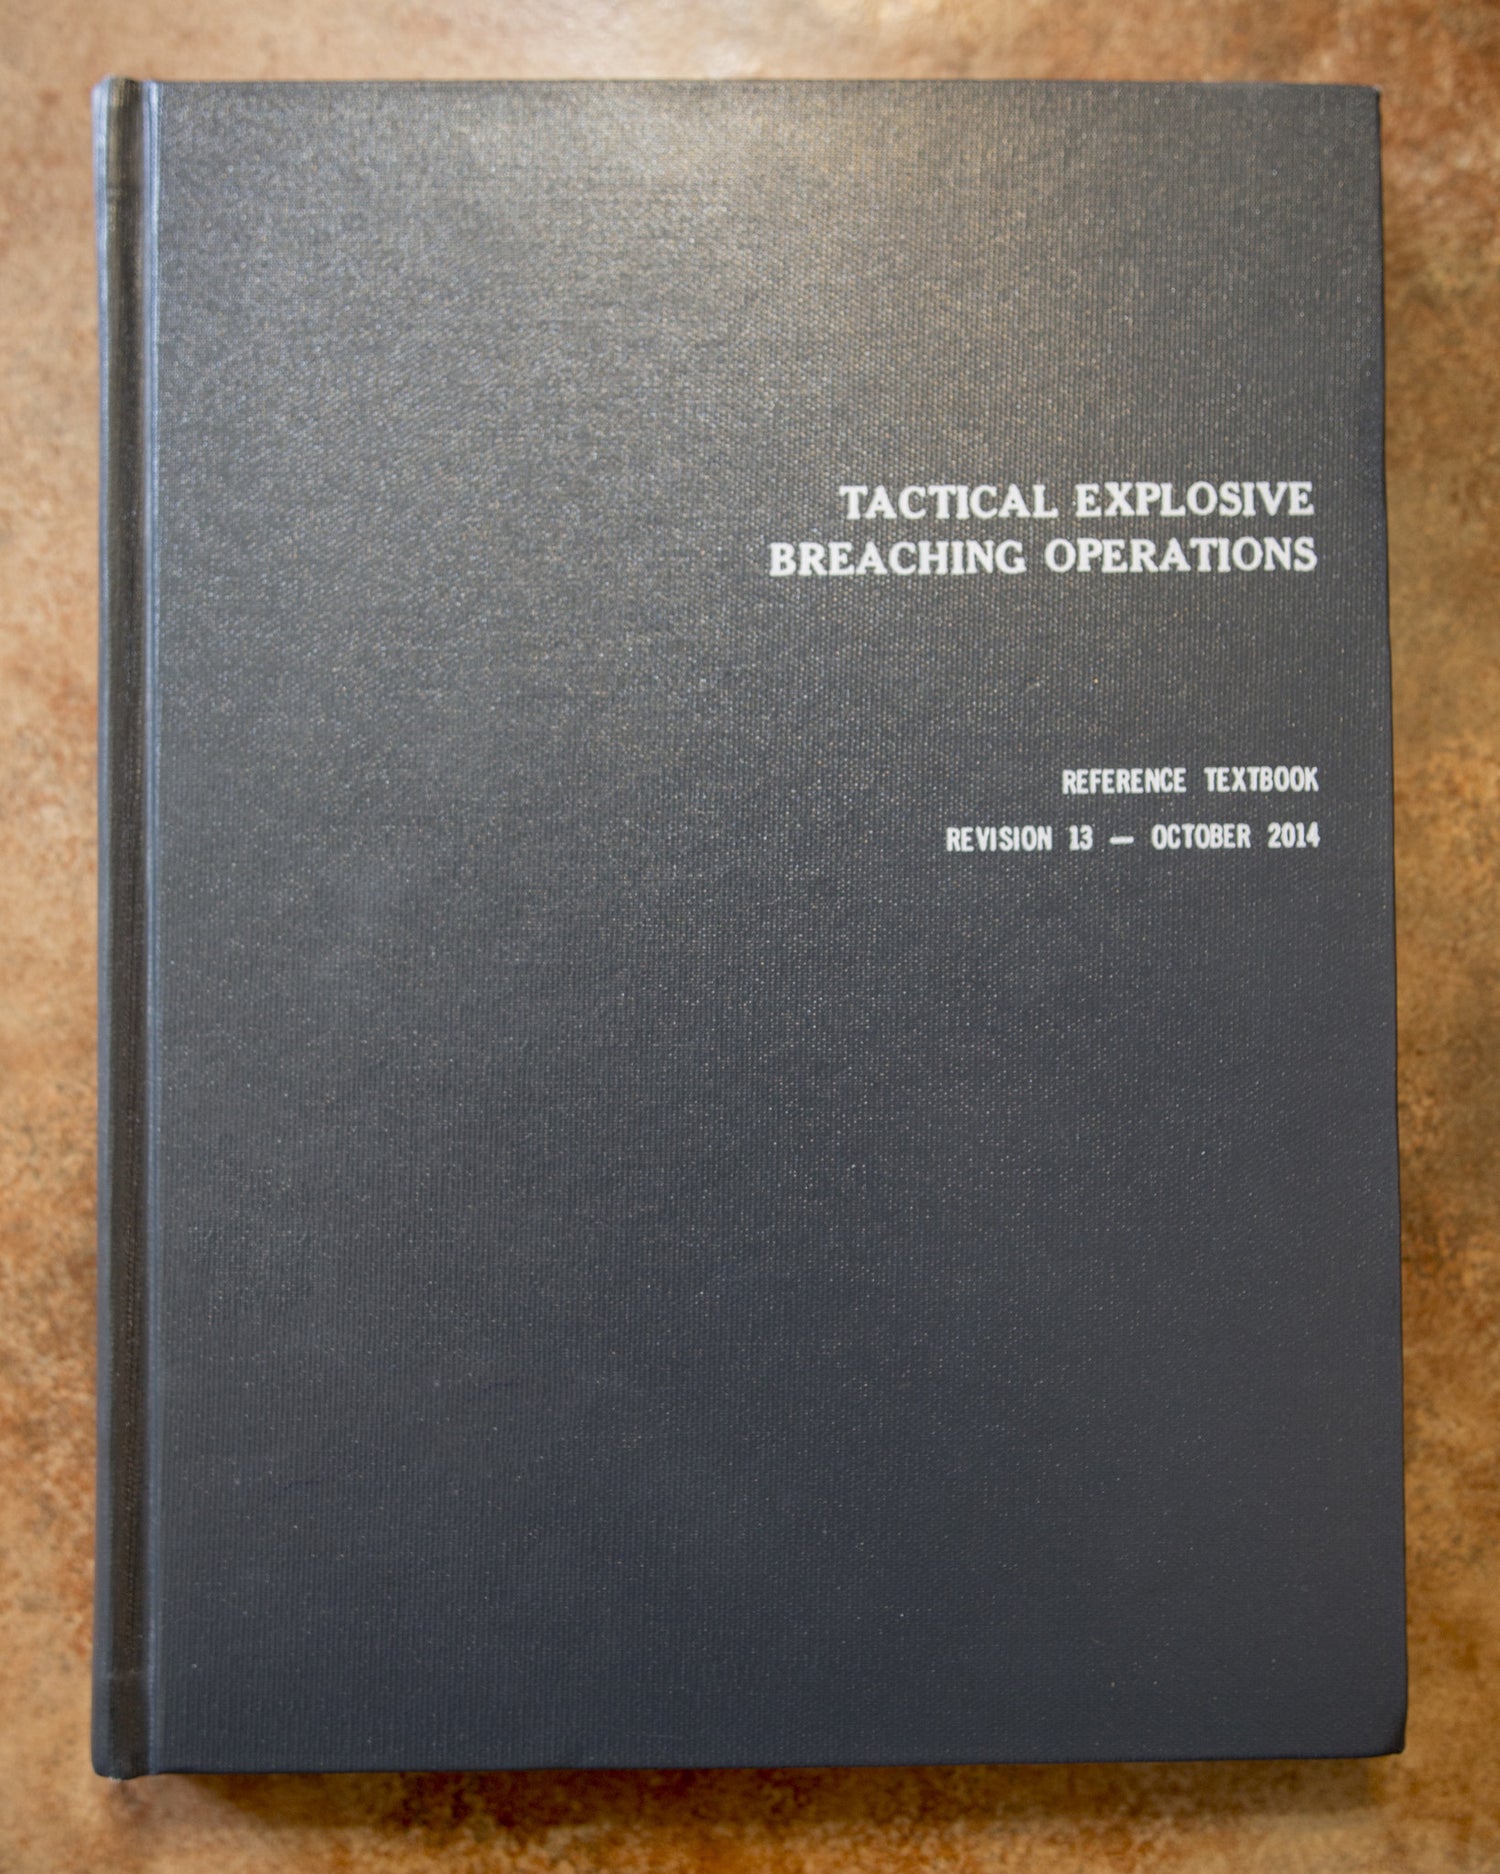 TACTICAL EXPLOSIVE
BREACHING OPERATIONS
REFERENCE TEXTBOOK
REVISION 13 — OCTOBER 2014